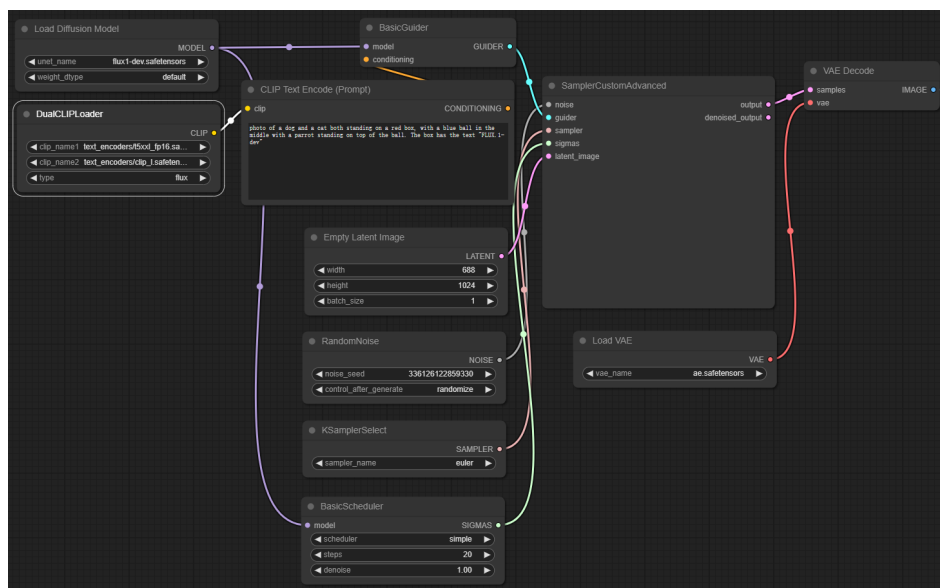 Load Diffusion Model
MODEL
unet_name flux1-dev.safetensors
weight_dtype default
DualCLIPLoader
CLIP
clip_name1 text_encoders/t5xxl_fp16.sa...
clip_name2 text_encoders/clip_l.safeten...
type flux
BasicGuider
model GUIDER
conditioning
CLIP Text Encode (Prompt)
clip CONDITIONING
photo of a dog and a cat both standing on a red box, with a blue ball in the
middle with a parrot standing on top of the ball. The box has the text "FLUX.1-
dev"
Empty Latent Image
LATENT
width 688
height 1024
batch_size 1
RandomNoise
NOISE
noise_seed 336126122859330
control_after_generate randomize
KSamplerSelect
SAMPLER
sampler_name euler
BasicScheduler
model SIGMAS
scheduler simple
steps 20
denoise 1.00
SamplerCustomAdvanced
noise output
guider denoised_output
sampler
sigmas
latent_image
Load VAE
VAE
vae_name ae.safetensors
VAE Decode
samples IMAGE
vae